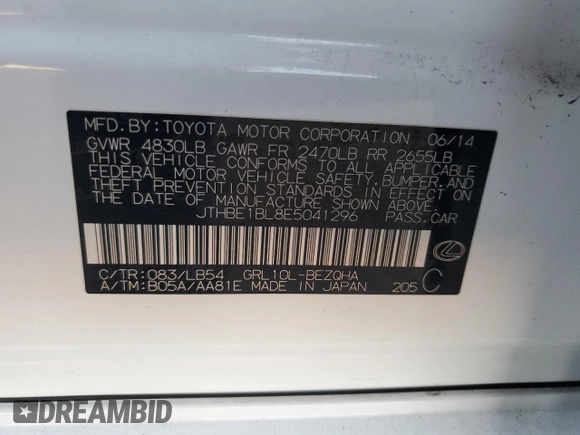 MFD.BY:TOYOTA MOTOR CORPORATION 06/14
GVWR 4830LB GAWR FR 2470LB RR 2655LB
THIS VEHICLE CONFORMS TO ALL APPLICABLE
FEDERAL MOTOR VEHICLE SAFETY,BUMPER,AND
THEFT PREVENTION STANDARDS IN EFFECT ON
THE DATE OF MANUFACTURE SHOWN ABOVE.
JTHBE1BL8E5041296 PASS.CAR
C/TR:083/LB54 GRL10L-BEZQHA
A/TM:B05A/AA81E MADE IN JAPAN 205 C
DREAMBID